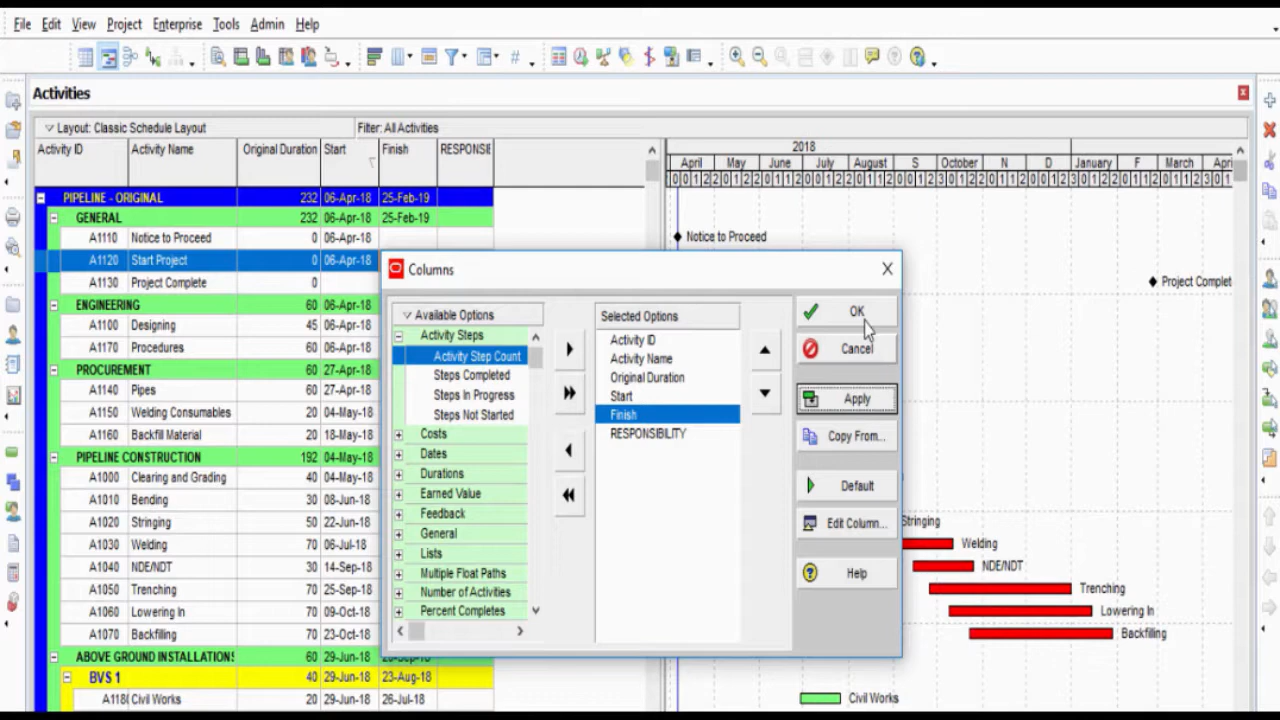 File Edit View Project Enterprise Tools Admin Help
Activities
Layout: Classic Schedule Layout Filter: All Activities
Activity ID Activity Name Original Duration Start Finish RESPONSE
2018
April May June July August S October N D January F March Apri
PIPELINE - ORIGINAL 232 06-Apr-18 25-Feb-19
GENERAL 232 06-Apr-18 25-Feb-19
A1110 Notice to Proceed 0 06-Apr-18 Notice to Proceed
A1120 Start Project 0 06-Apr-18
A1130 Project Complete 0 Project Complet
ENGINEERING 60 06-Apr-18
A1100 Designing 45 06-Apr-18
A1170 Procedures 60 06-Apr-18
PROCUREMENT 40 27-Apr-18
A1140 Pipes 60 27-Apr-18
A1150 Welding Consumables 20 04-May-18
A1160 Backfill Material 20 18-May-18
PIPELINE CONSTRUCTION 192 04-May-18
A1000 Clearing and Grading 40 04-May-18
A1010 Bending 30 08-Jun-18
A1020 Stringing 50 22-Jun-18 Stringing
A1030 Welding 70 06-Jul-18 Welding
A1040 NDE/NDT 30 14-Sep-18 NDE/NDT
A1050 Trenching 70 25-Sep-18 Trenching
A1060 Lowering In 70 09-Oct-18 Lowering In
A1070 Backfilling 70 23-Oct-18 Backfilling
ABOVE GROUND INSTALLATIONS 60 29-Jun-18
BVS 1 40 29-Jun-18 23-Aug-18
A118 Civil Works 20 29-Jun-18 26-Jul-18 Civil Works
Columns
Available Options
Activity Steps
Activity Step Count
Steps Completed
Steps In Progress
Steps Not Started
Costs
Dates
Durations
Earned Value
Feedback
General
Lists
Multiple Float Paths
Number of Activities
Percent Completes
Selected Options
Activity ID
Activity Name
Original Duration
Start
Finish
RESPONSIBILITY
OK
Cancel
Apply
Copy From...
Default
Edit Column...
Help